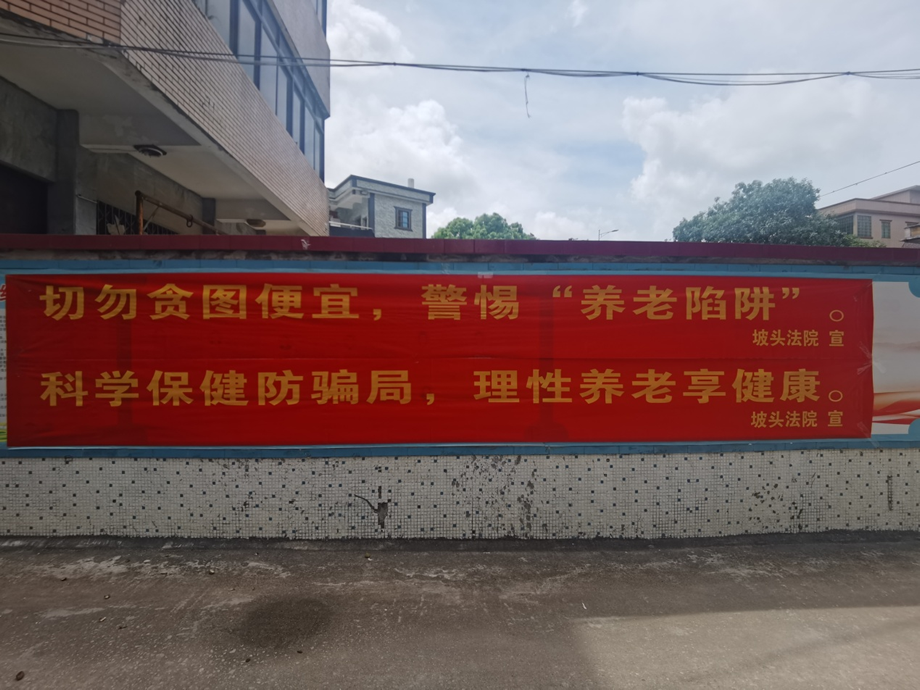 切勿贪图便宜，警惕“养老陷阱”。
坡头法院 宣
科学保健防骗局，理性养老享健康。
坡头法院 宣